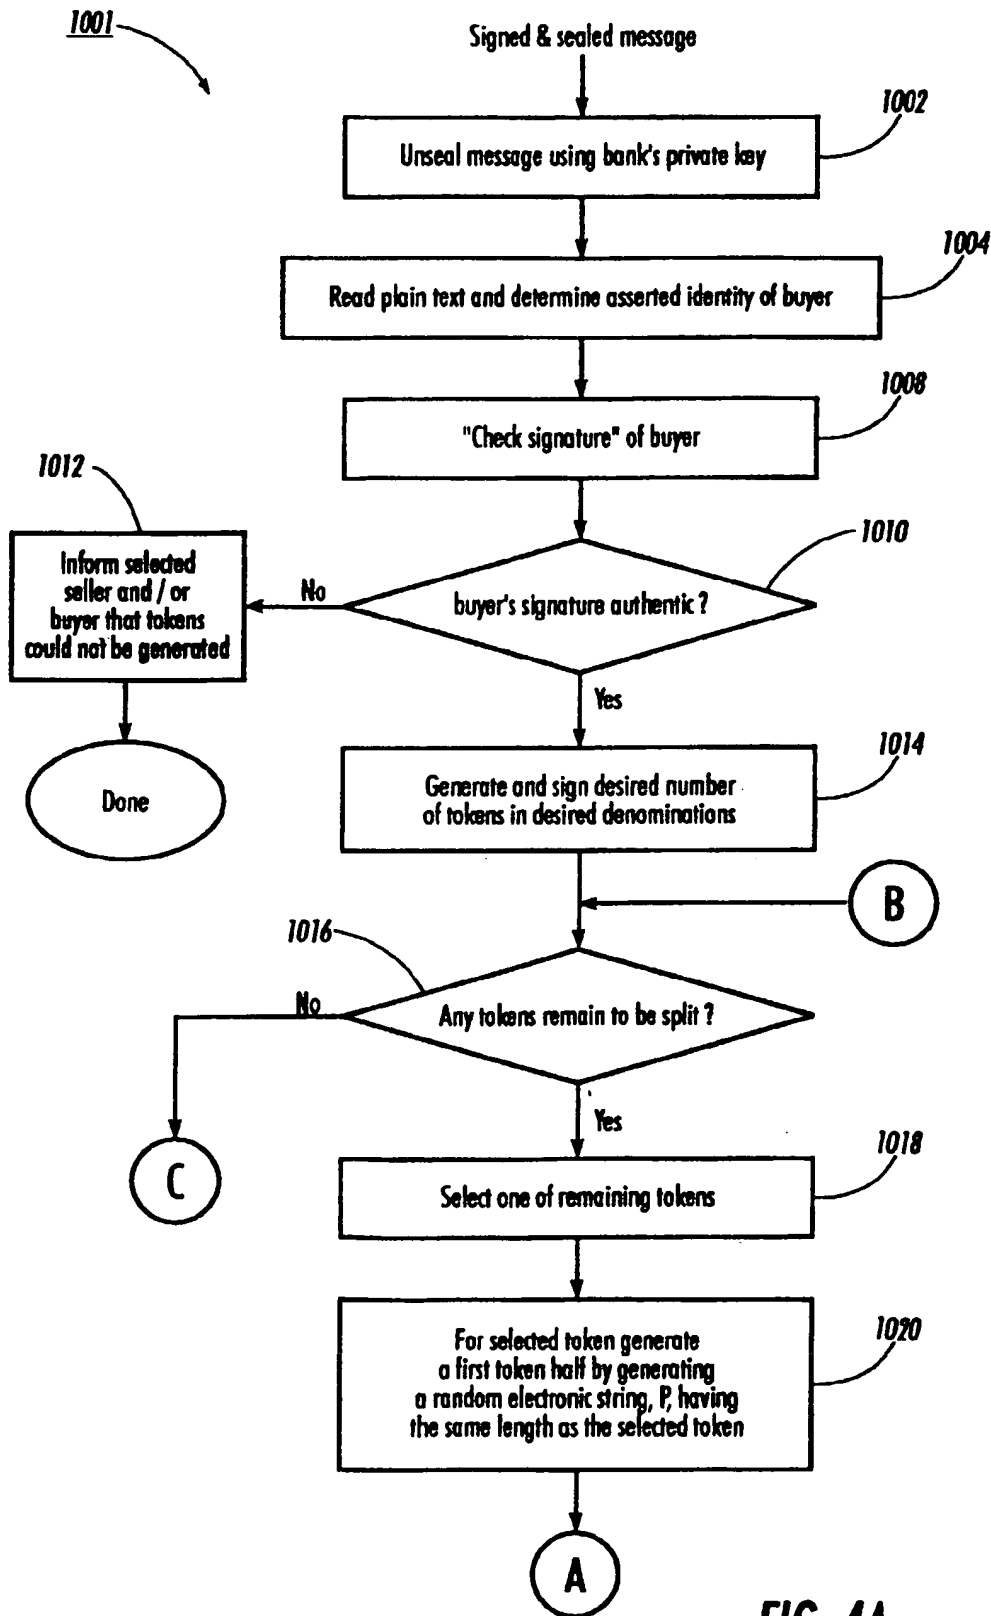 1001
Signed & sealed message
1002
Unseal message using bank's private key
1004
Read plain text and determine asserted identity of buyer
1008
"Check signature" of buyer
1012
Inform selected
seller and / or
buyer that tokens
could not be generated
No
1010
buyer's signature authentic ?
Yes
Done
1014
Generate and sign desired number
of tokens in desired denominations
B
1016
No
Any tokens remain to be split ?
Yes
C
1018
Select one of remaining tokens
1020
For selected token generate
a first token half by generating
a random electronic string, P, having
the same length as the selected token
A
FIG. 4A